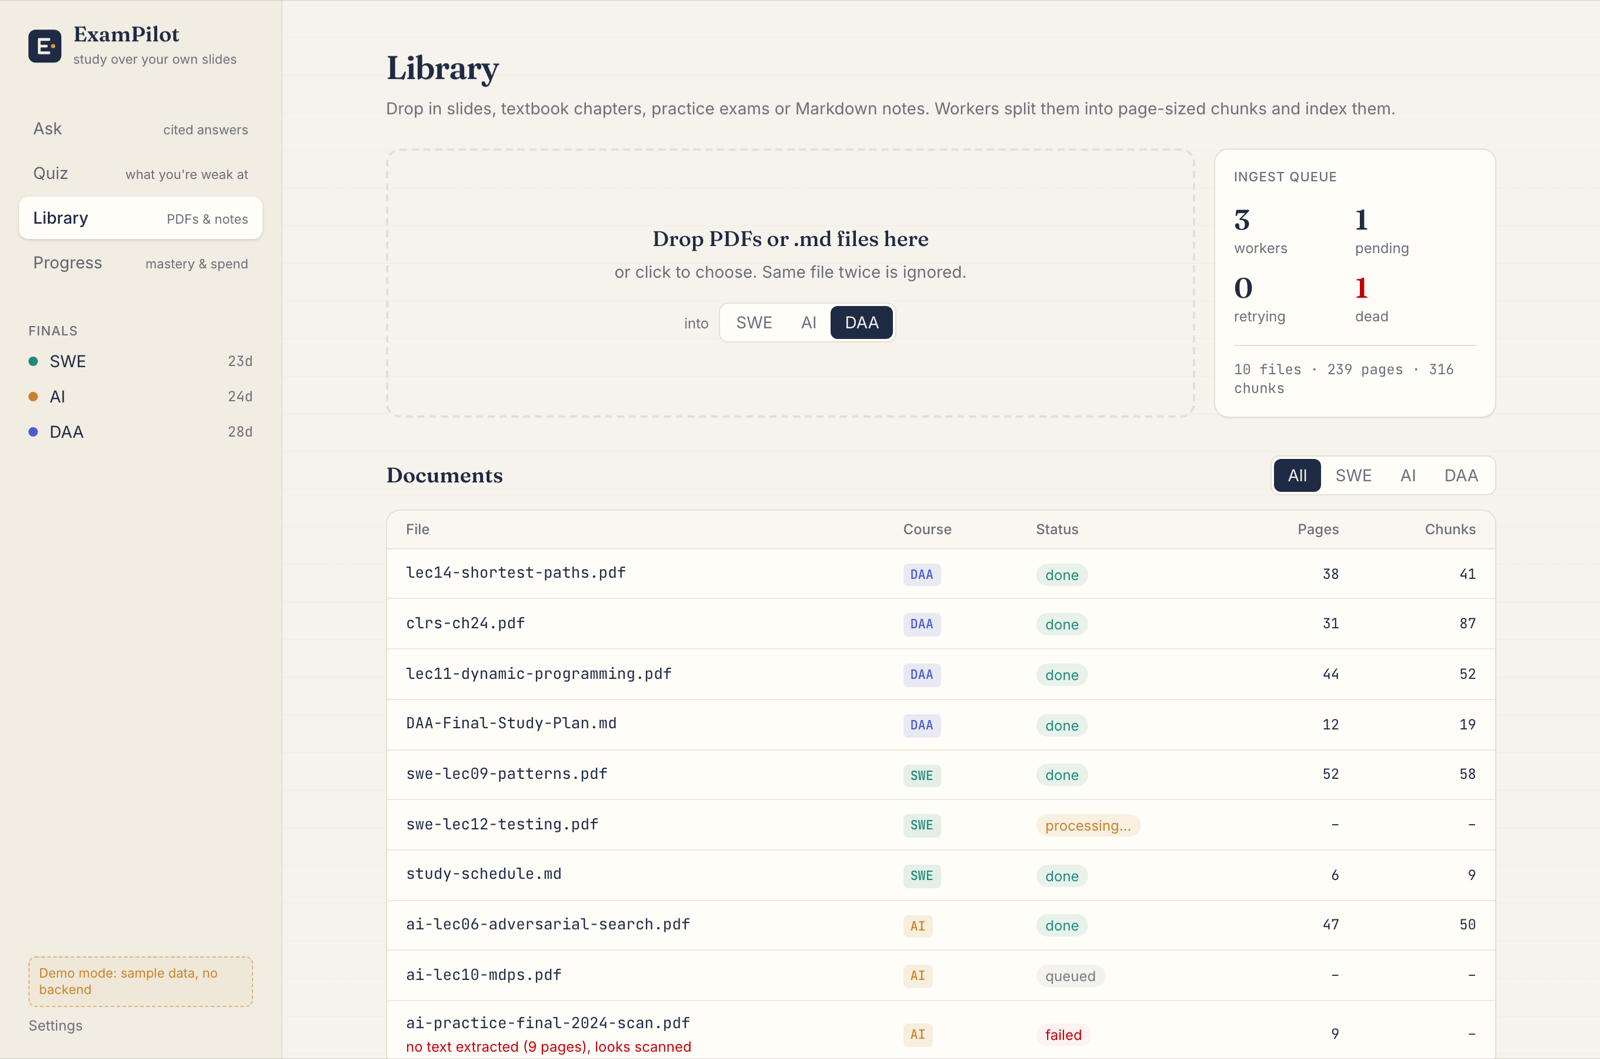 E
ExamPilot
study over your own slides
Ask cited answers
Quiz what you're weak at
Library PDFs & notes
Progress mastery & spend
FINALS
SWE 23d
AI 24d
DAA 28d
Demo mode: sample data, no
backend
Settings
Library
Drop in slides, textbook chapters, practice exams or Markdown notes. Workers split them into page-sized chunks and index them.
Drop PDFs or .md files here
or click to choose. Same file twice is ignored.
into SWE AI DAA
INGEST QUEUE
3 1
workers pending
0 1
retrying dead
10 files · 239 pages · 316
chunks
Documents All SWE AI DAA
File Course Status Pages Chunks
lec14-shortest-paths.pdf DAA done 38 41
clrs-ch24.pdf DAA done 31 87
lec11-dynamic-programming.pdf DAA done 44 52
DAA-Final-Study-Plan.md DAA done 12 19
swe-lec09-patterns.pdf SWE done 52 58
swe-lec12-testing.pdf SWE processing… – –
study-schedule.md SWE done 6 9
ai-lec06-adversarial-search.pdf AI done 47 50
ai-lec10-mdps.pdf AI queued – –
ai-practice-final-2024-scan.pdf AI failed 9 –
no text extracted (9 pages), looks scanned